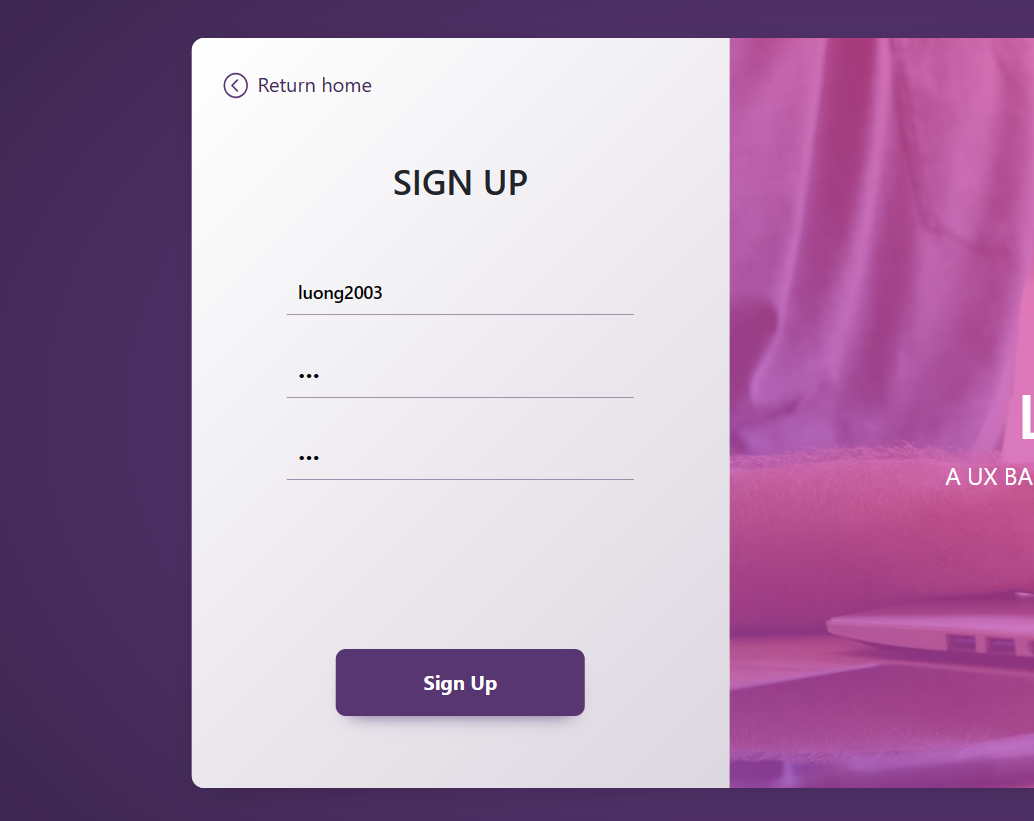 Return home
SIGN UP
luong2003
•••
•••
Sign Up
L
A UX BA